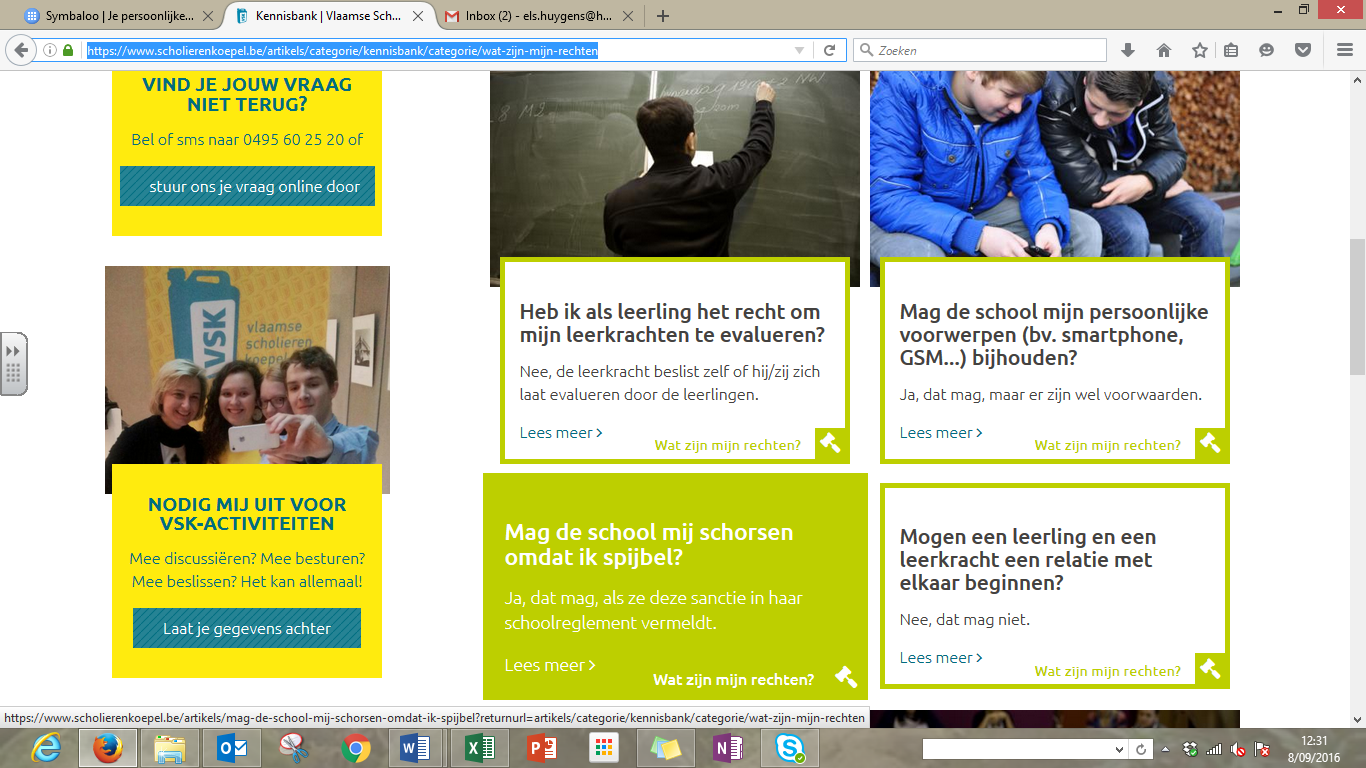 Symbaloo | Je persoonlijke...
Kennisbank | Vlaamse Sch...
Inbox (2) - els.huygens@h...
https://www.scholierenkoepel.be/artikels/categorie/kennisbank/categorie/wat-zijn-mijn-rechten
Zoeken
VIND JE JOUW VRAAG
NIET TERUG?
Bel of sms naar 0495 60 25 20 of
stuur ons je vraag online door
VSK
vlaamse
scholieren
NODIG MIJ UIT VOOR
VSK-ACTIVITEITEN
Mee discussiëren? Mee besturen?
Mee beslissen? Het kan allemaal!
Laat je gegevens achter
8 M2
NW
Heb ik als leerling het recht om
mijn leerkrachten te evalueren?
Nee, de leerkracht beslist zelf of hij/zij zich
laat evalueren door de leerlingen.
Lees meer >
Wat zijn mijn rechten?
Mag de school mijn persoonlijke
voorwerpen (bv. smartphone,
GSM...) bijhouden?
Ja, dat mag, maar er zijn wel voorwaarden.
Lees meer >
Wat zijn mijn rechten?
Mag de school mij schorsen
omdat ik spijbel?
Ja, dat mag, als ze deze sanctie in haar
schoolreglement vermeldt.
Lees meer >
Wat zijn mijn rechten?
Mogen een leerling en een
leerkracht een relatie met
elkaar beginnen?
Nee, dat mag niet.
Lees meer >
Wat zijn mijn rechten?
https://www.scholierenkoepel.be/artikels/mag-de-school-mij-schorsen-omdat-ik-spijbel?returnurl=artikels/categorie/kennisbank/categorie/wat-zijn-mijn-rechten
12:31
8/09/2016